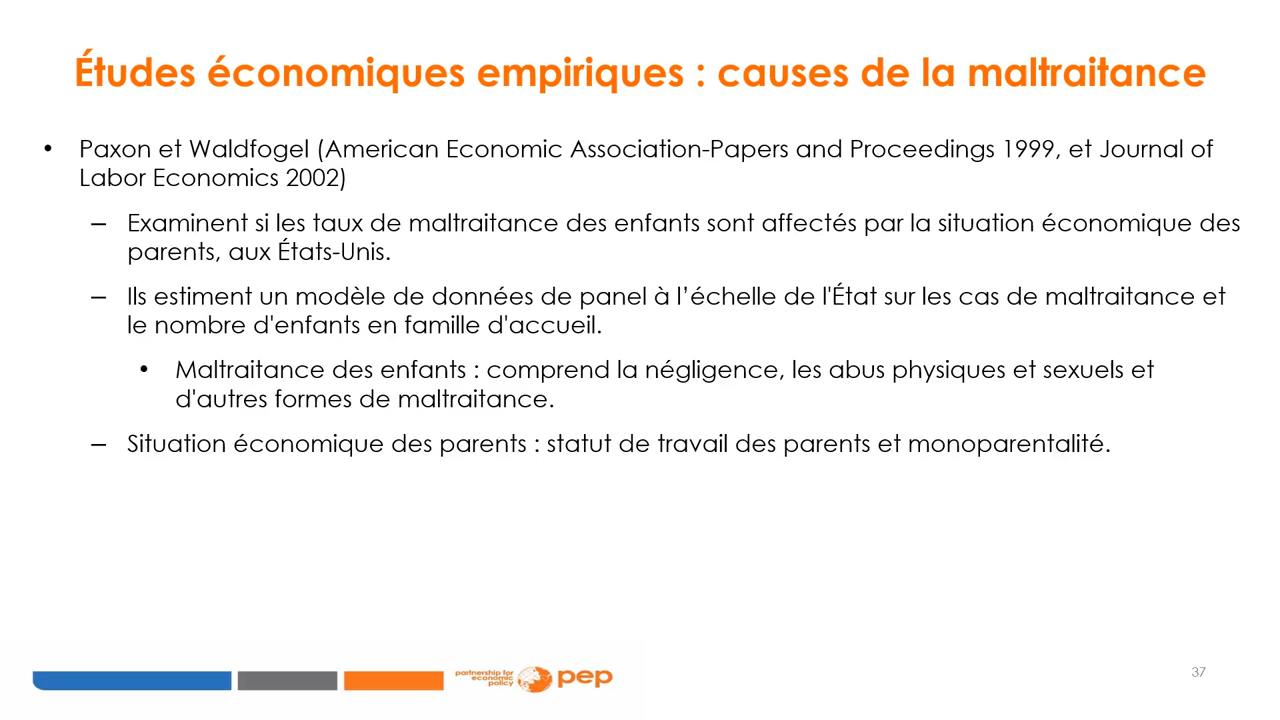 Études économiques empiriques : causes de la maltraitance
• Paxon et Waldfogel (American Economic Association-Papers and Proceedings 1999, et Journal of
Labor Economics 2002)
– Examinent si les taux de maltraitance des enfants sont affectés par la situation économique des
parents, aux États-Unis.
– Ils estiment un modèle de données de panel à l’échelle de l'État sur les cas de maltraitance et
le nombre d'enfants en famille d'accueil.
• Maltraitance des enfants : comprend la négligence, les abus physiques et sexuels et
d'autres formes de maltraitance.
– Situation économique des parents : statut de travail des parents et monoparentalité.
partnership for
economic
policy
pep
37